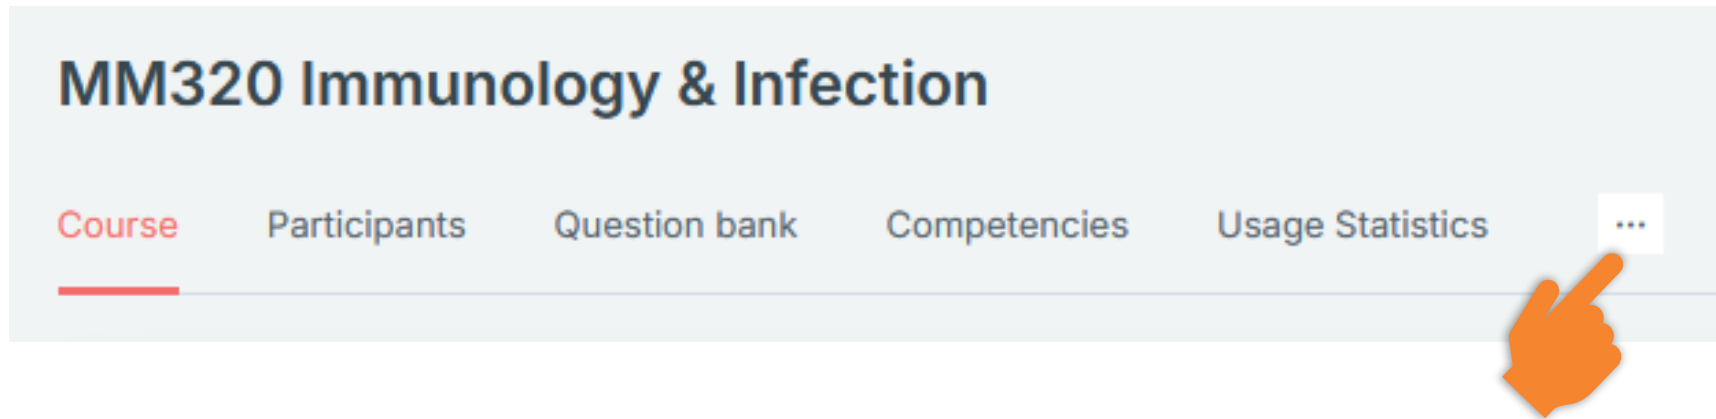 MM320 Immunology & Infection
Course Participants Question bank Competencies Usage Statistics ...